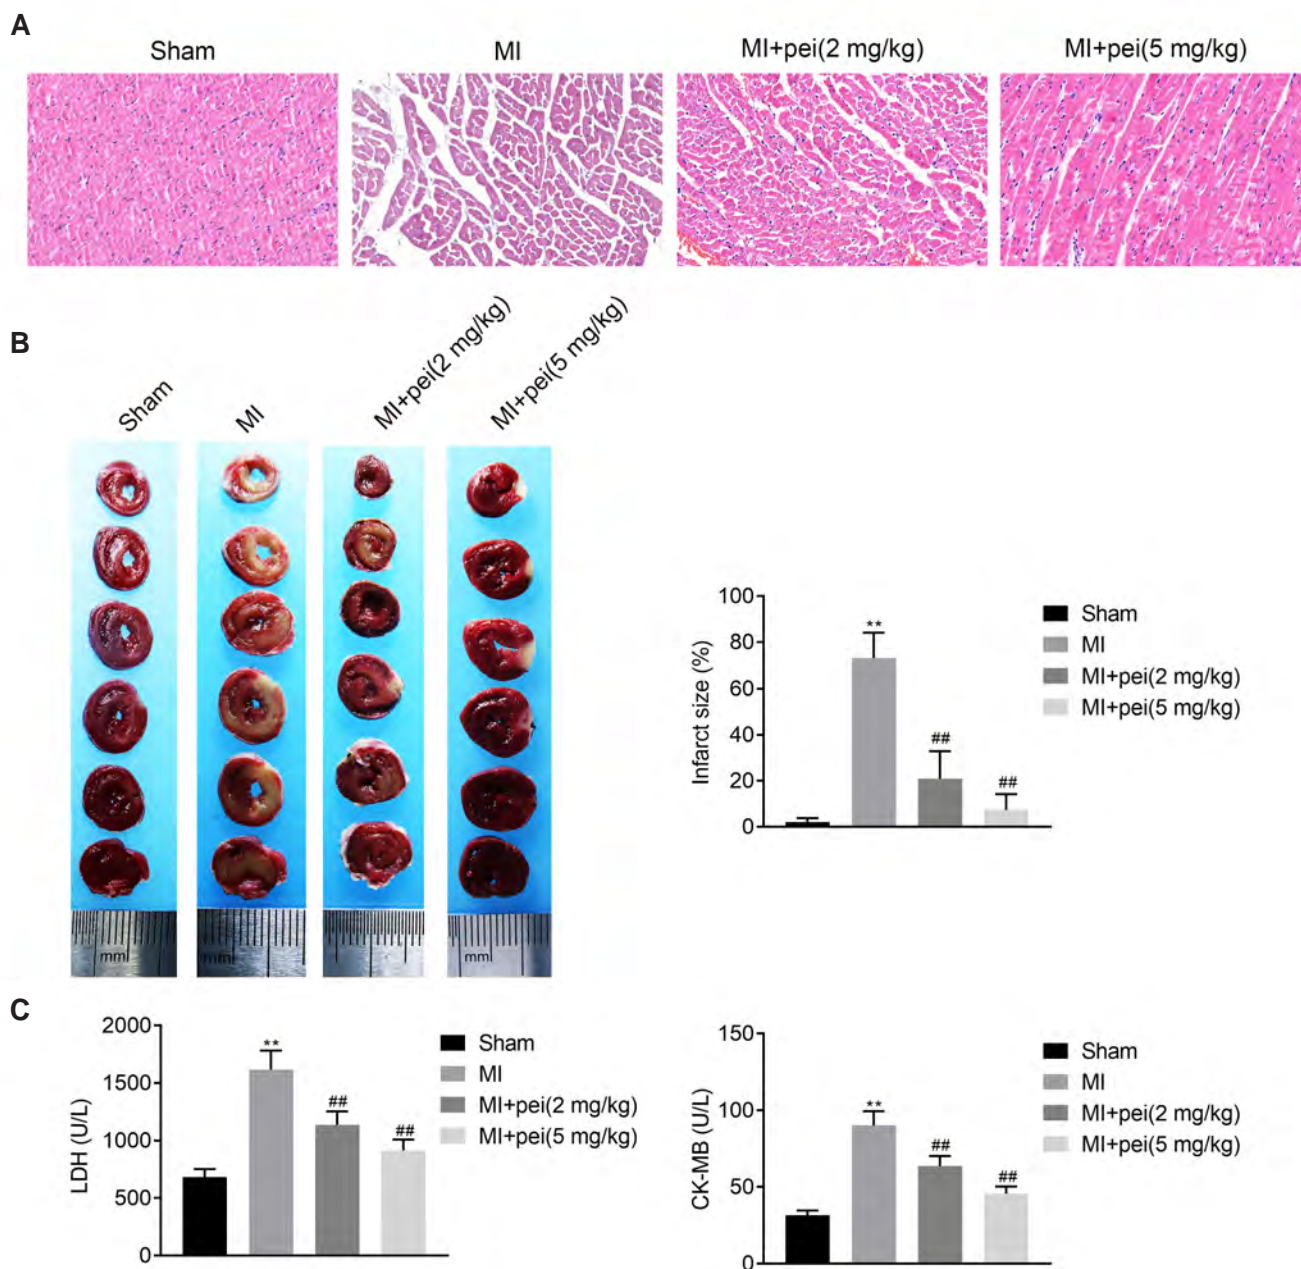 A
Sham
MI
MI+pei(2 mg/kg)
MI+pei(5 mg/kg)
B
Sham
MI
MI+pei(2 mg/kg)
MI+pei(5 mg/kg)
mm
mm
mm
Infarct size (%)
100
80
60
40
20
0
**
##
##
Sham
MI
MI+pei(2 mg/kg)
MI+pei(5 mg/kg)
C
LDH (U/L)
2000
1500
1000
500
0
**
##
##
Sham
MI
MI+pei(2 mg/kg)
MI+pei(5 mg/kg)
CK-MB (U/L)
150
100
50
0
**
##
##
Sham
MI
MI+pei(2 mg/kg)
MI+pei(5 mg/kg)